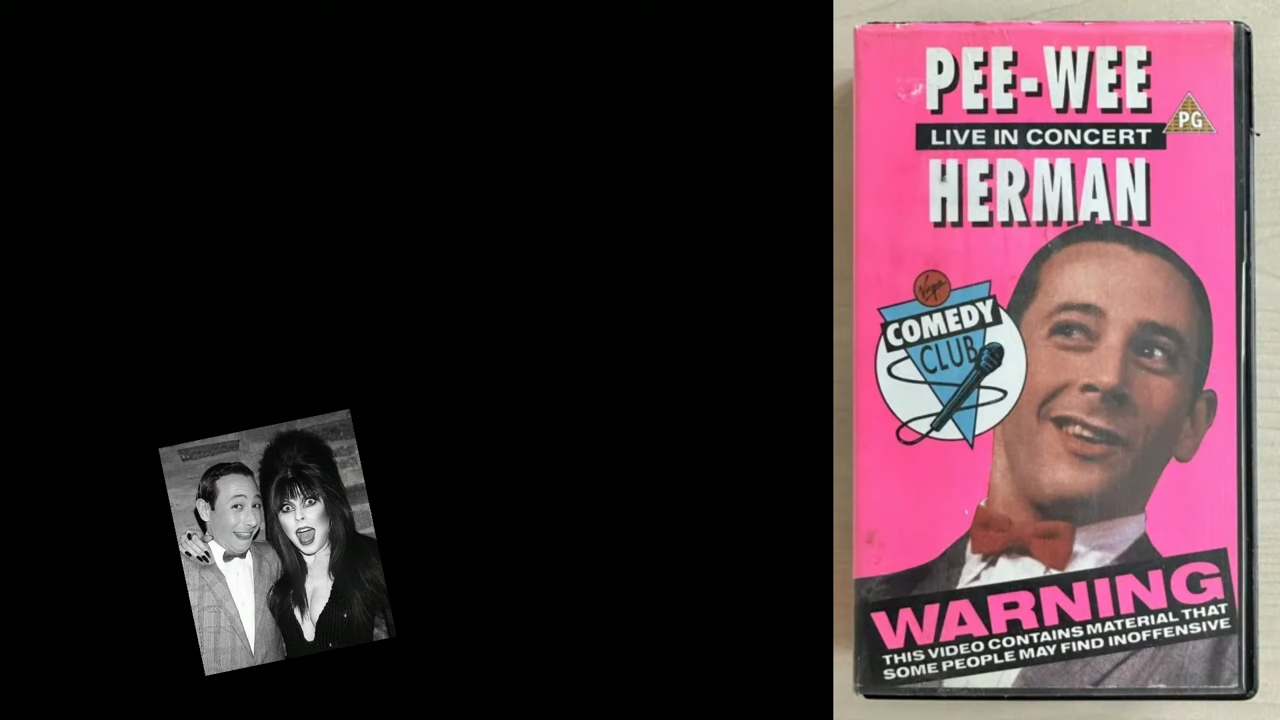 PEE-WEE
LIVE IN CONCERT
PG
HERMAN
Virgin
COMEDY
CLUB
WARNING
THIS VIDEO CONTAINS MATERIAL THAT
SOME PEOPLE MAY FIND INOFFENSIVE